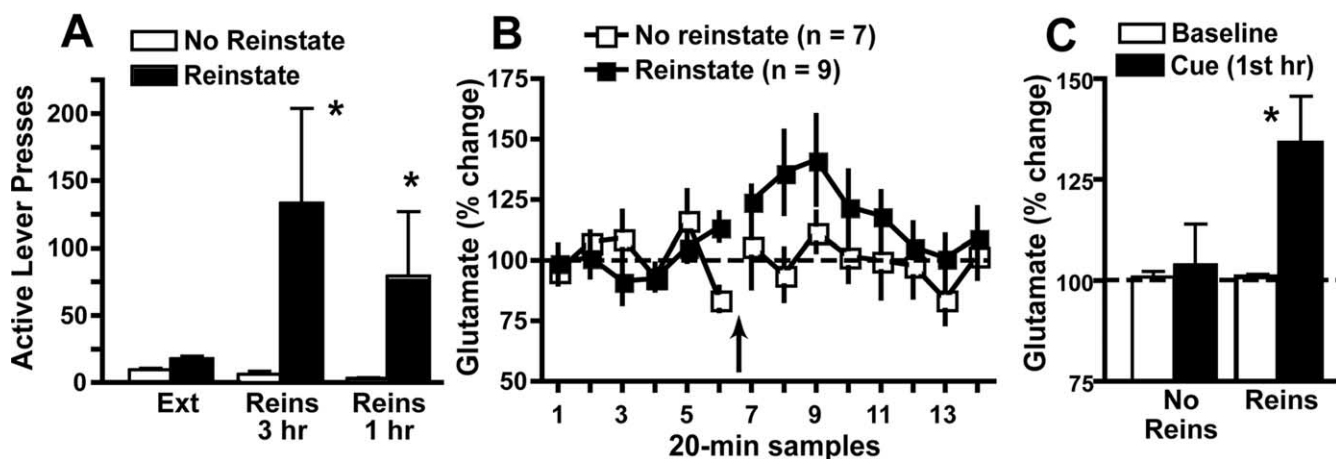 A
No Reinstate
Reinstate
Active Lever Presses
200
150
100
50
0
*
*
Ext
Reins
3 hr
Reins
1 hr
B
No reinstate (n = 7)
Reinstate (n = 9)
Glutamate (% change)
175
150
125
100
75
50
1
3
5
7
9
11
13
20-min samples
C
Baseline
Cue (1st hr)
Glutamate (% change)
150
125
100
75
*
No
Reins
Reins